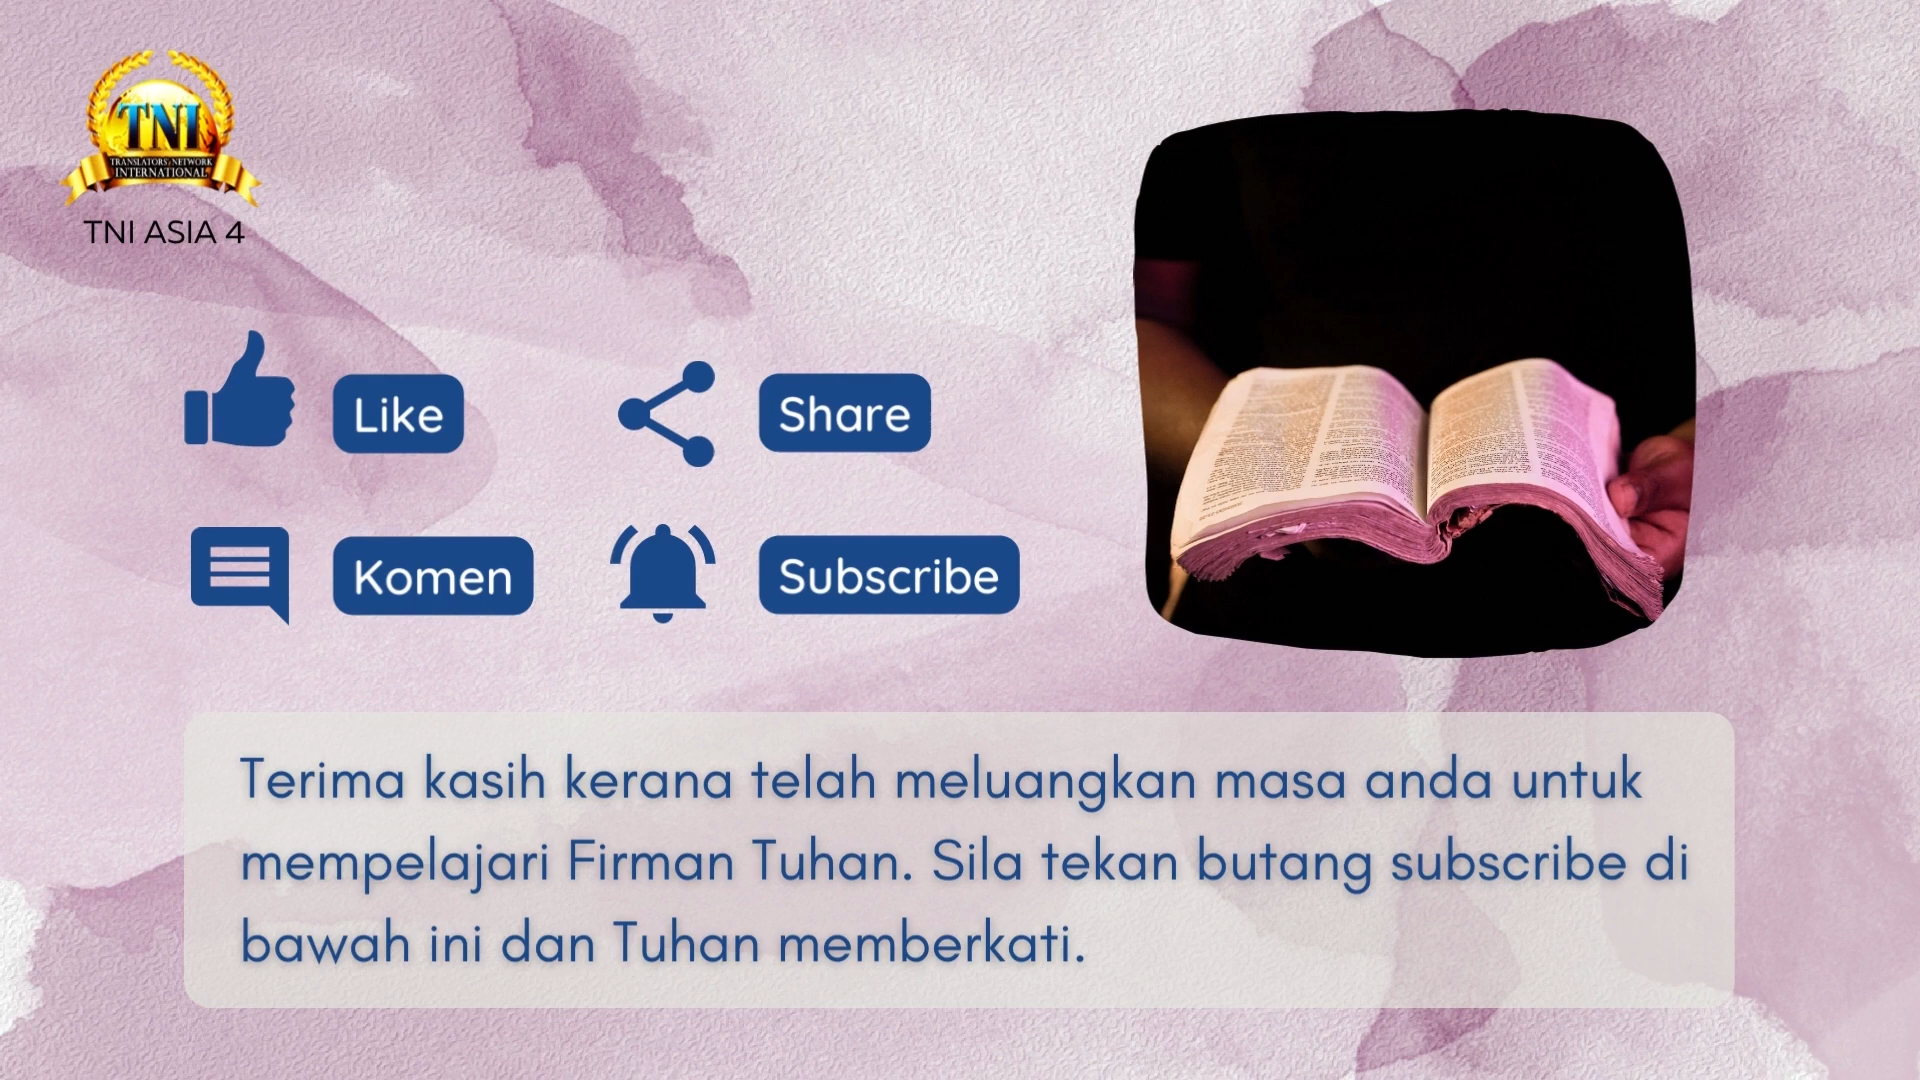 TNI
TRANSLATORS NETWORK
INTERNATIONAL
TNI ASIA 4
Like
Share
Komen
Subscribe
Terima kasih kerana telah meluangkan masa anda untuk
mempelajari Firman Tuhan. Sila tekan butang subscribe di
bawah ini dan Tuhan memberkati.